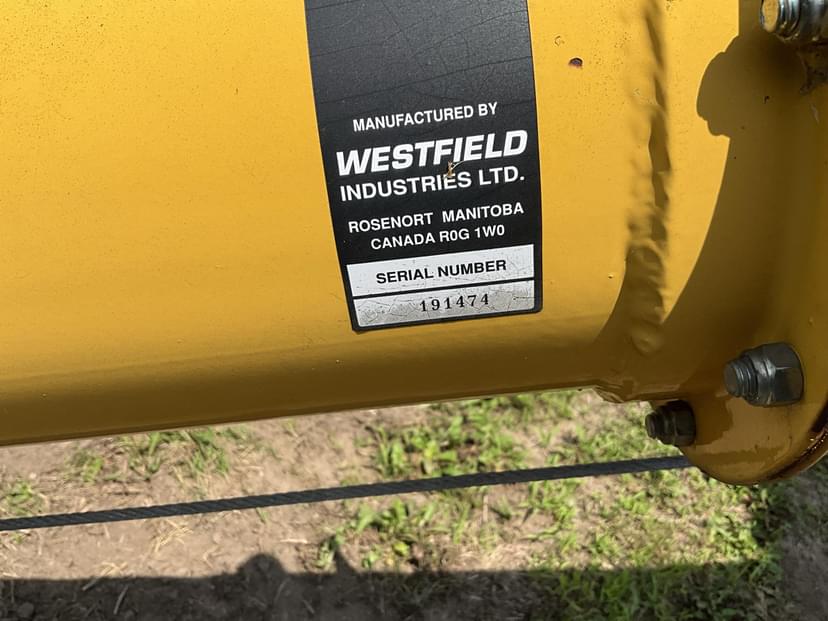 MANUFACTURED BY
WESTFIELD
INDUSTRIES LTD.
ROSENORT MANITOBA
CANADA R0G 1W0
SERIAL NUMBER
191474